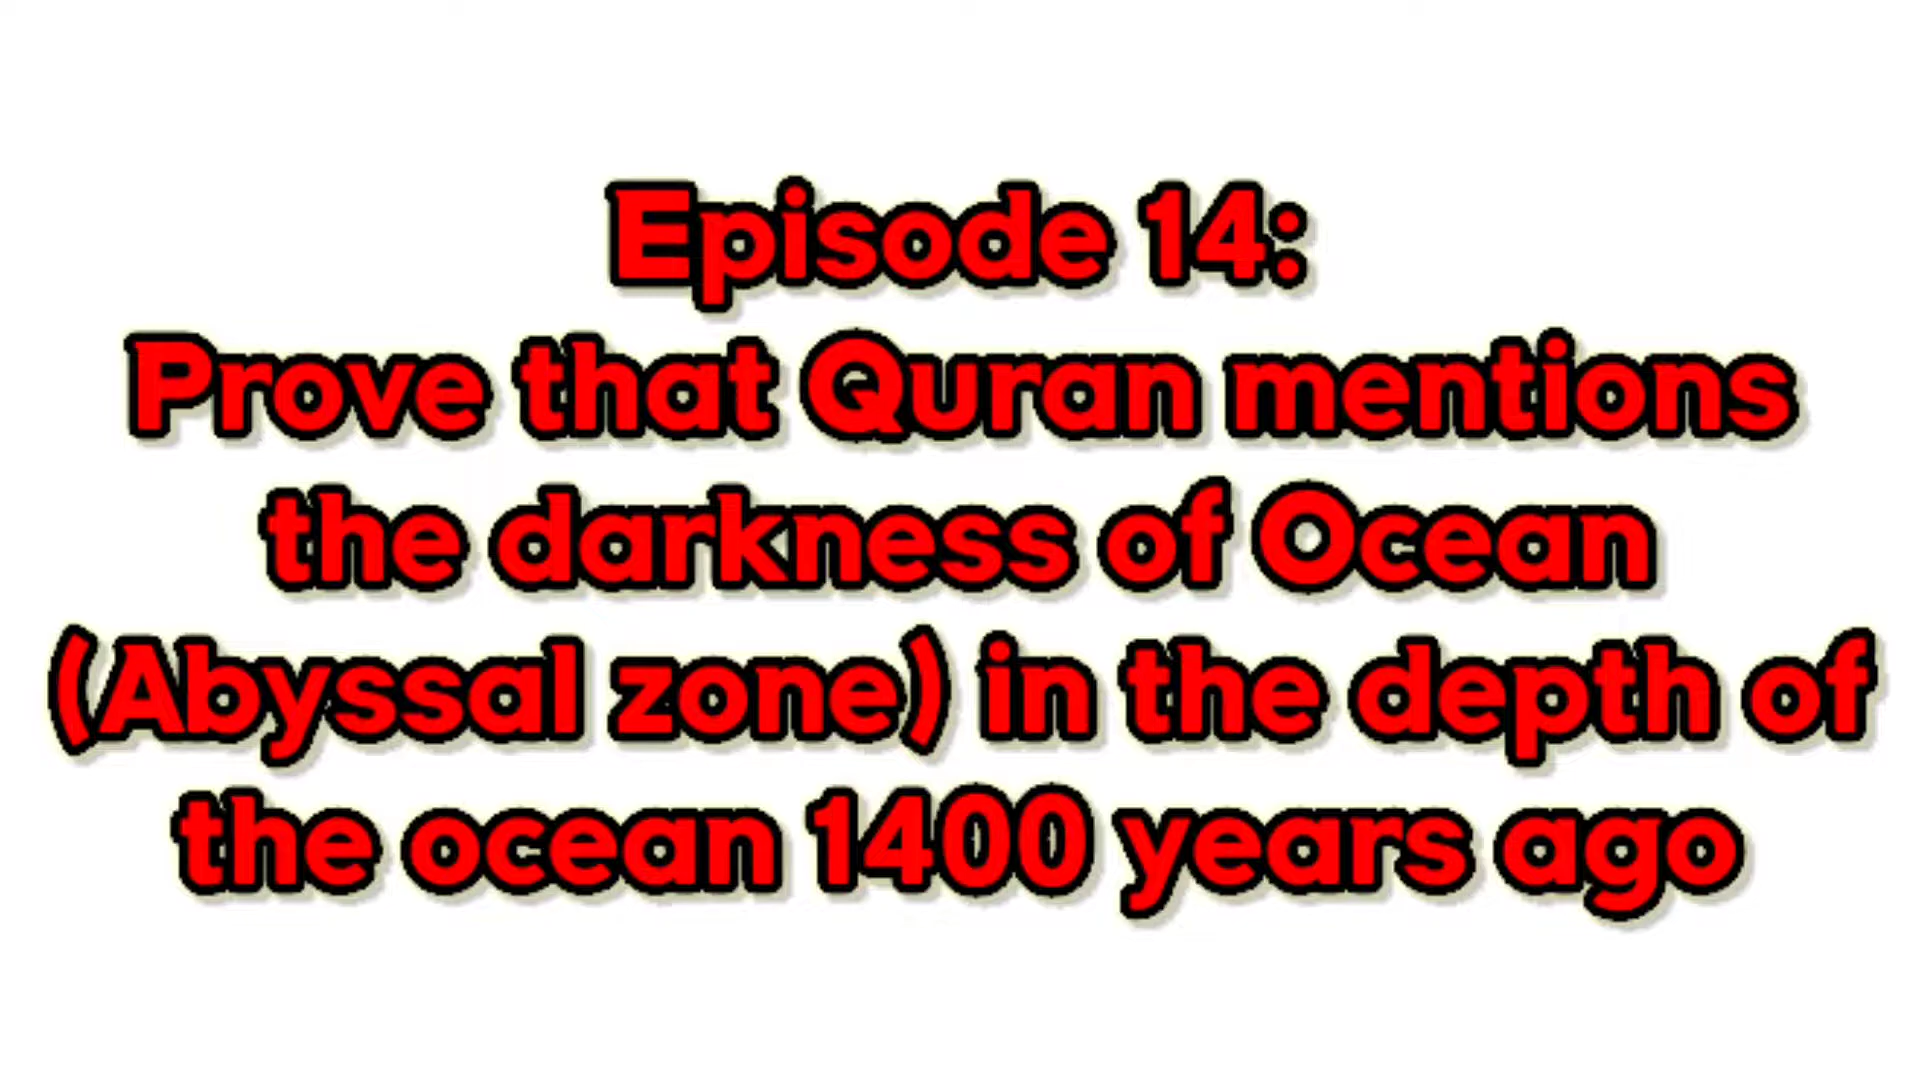 Episode 14:
Prove that Quran mentions
the darkness of Ocean
(Abyssal zone) in the depth of
the ocean 1400 years ago